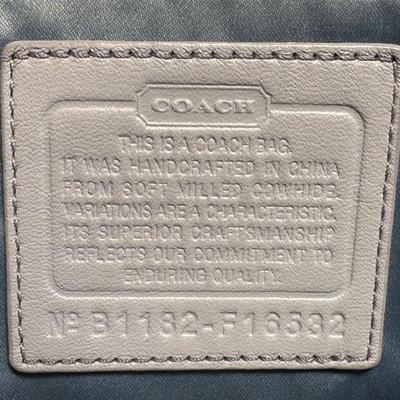 COACH
THIS IS A COACH BAG.
IT WAS HANDCRAFTED IN CHINA
FROM SOFT MILLED COWHIDE.
VARIATIONS ARE A CHARACTERISTIC.
ITS SUPERIOR CRAFTSMANSHIP
REFLECTS OUR COMMITMENT TO
ENDURING QUALITY.
Nº B1182-F16532